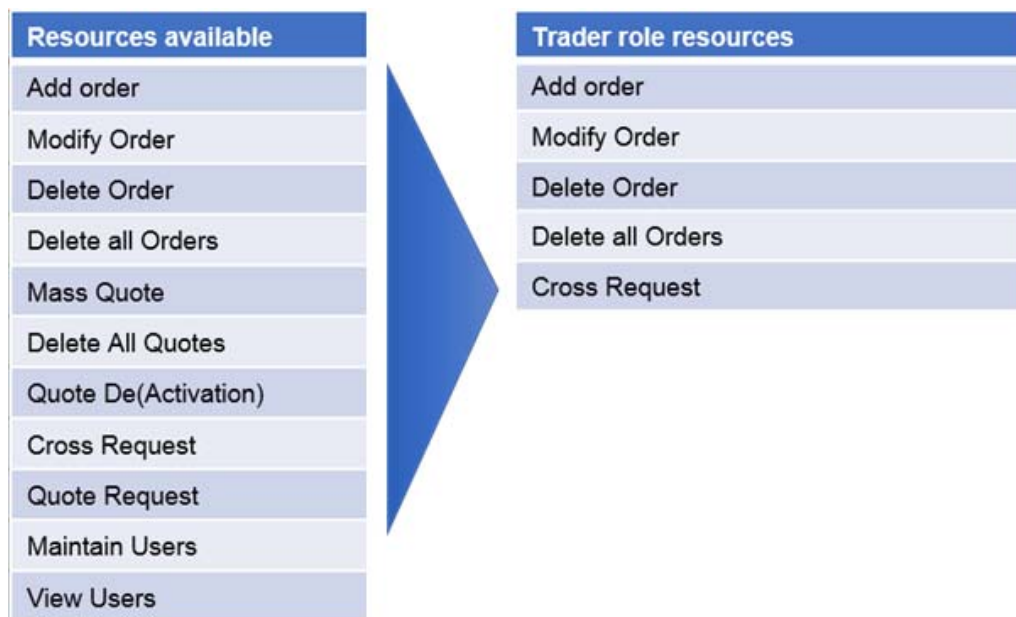 Resources available
Add order
Modify Order
Delete Order
Delete all Orders
Mass Quote
Delete All Quotes
Quote De(Activation)
Cross Request
Quote Request
Maintain Users
View Users
Trader role resources
Add order
Modify Order
Delete Order
Delete all Orders
Cross Request